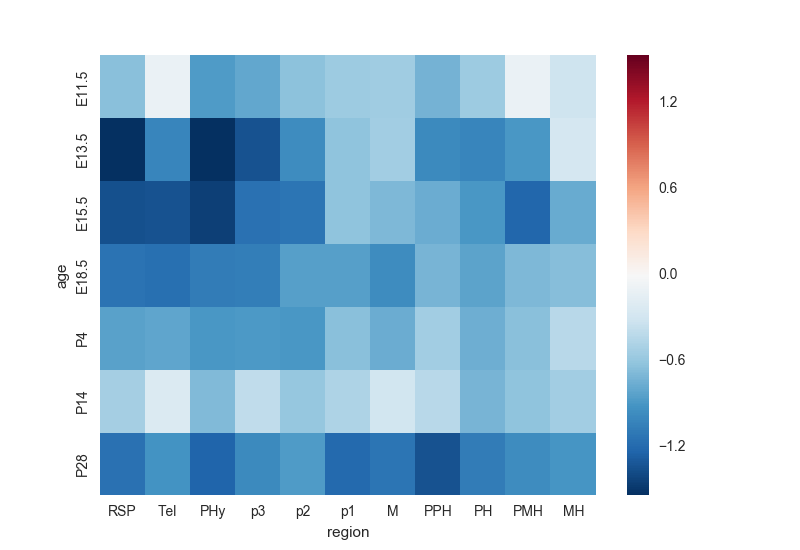 age
E11.5
E13.5
E15.5
E18.5
P4
P14
P28
RSP Tel PHy p3 p2 p1 M PPH PH PMH MH
region
1.2
0.6
0.0
−0.6
−1.2